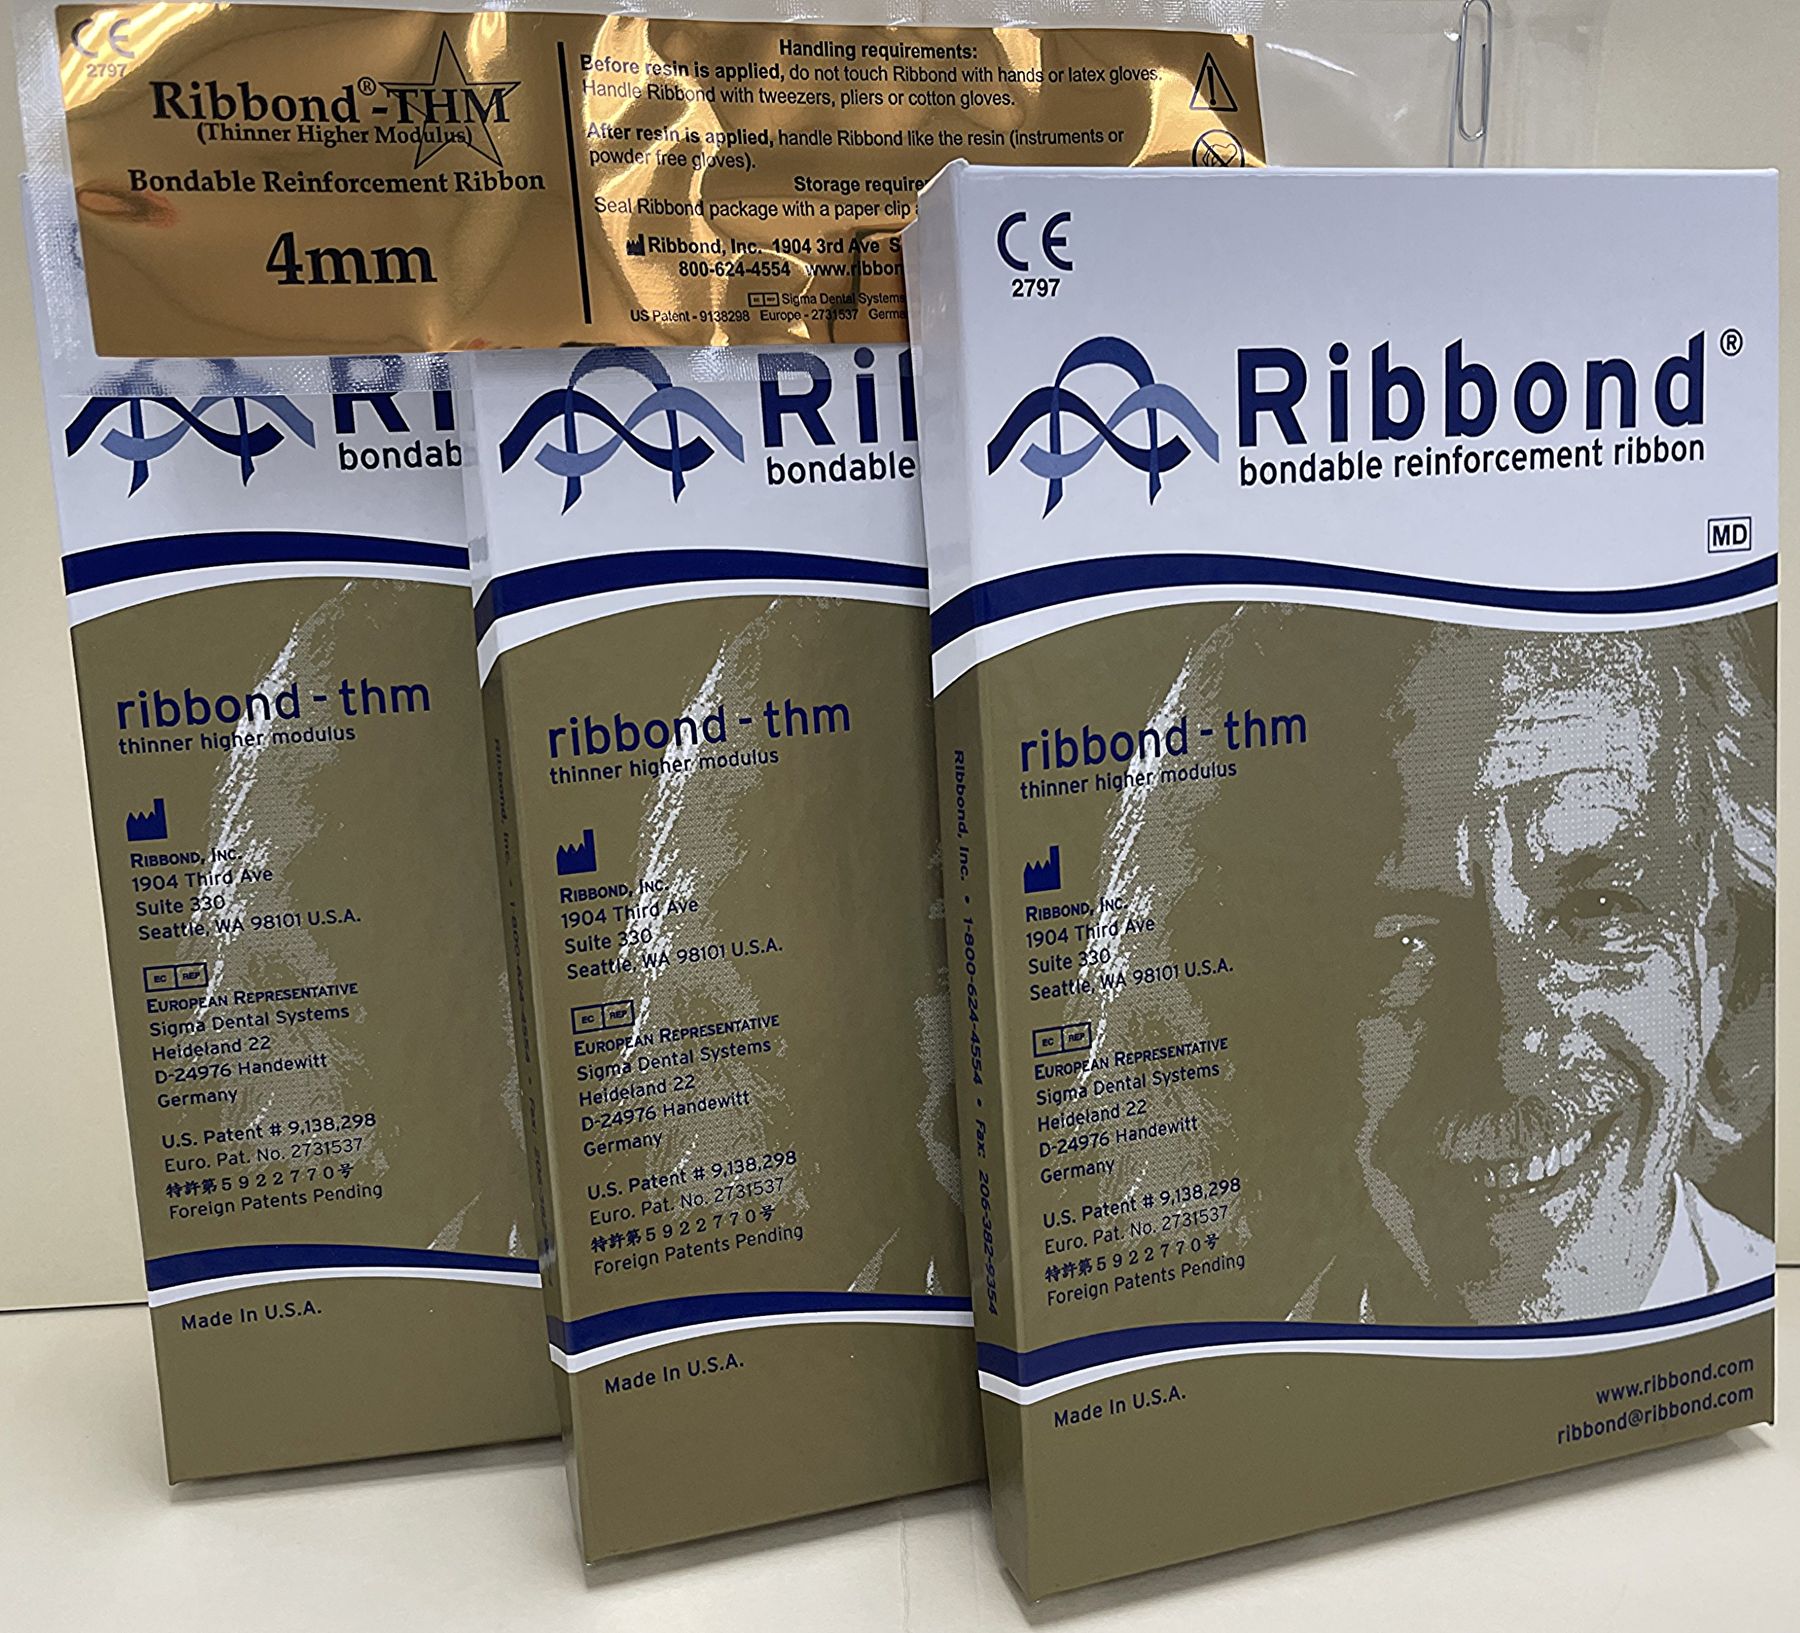 CE
2797
Ribbond®-THM
(Thinner Higher Modulus)
Bondable Reinforcement Ribbon
4mm
Handling requirements:
Before resin is applied, do not touch Ribbond with hands or latex gloves.
Handle Ribbond with tweezers, pliers or cotton gloves.
After resin is applied, handle Ribbond like the resin (instruments or
powder free gloves).
Storage require
Seal Ribbond package with a paper clip
Ribbond, Inc. 1904 3rd Ave S
800-624-4554 www.ribbon
EC REP Sigma Dental Systems
US Patent - 9138298 Europe - 2731537 Germa
bondab
ribbond - thm
thinner higher modulus
Ribbond, Inc.
1904 Third Ave
Suite 330
Seattle, WA 98101 U.S.A.
EC REP
European Representative
Sigma Dental Systems
Heideland 22
D-24976 Handewitt
Germany
U.S. Patent # 9,138,298
Euro. Pat. No. 2731537
特許第5922770号
Foreign Patents Pending
Made In U.S.A.
Ri
bondable
ribbond - thm
thinner higher modulus
Ribbond, Inc.
1904 Third Ave
Suite 330
Seattle, WA 98101 U.S.A.
EC REP
European Representative
Sigma Dental Systems
Heideland 22
D-24976 Handewitt
Germany
U.S. Patent # 9,138,298
Euro. Pat. No. 2731537
特許第5922770号
Foreign Patents Pending
Made In U.S.A.
CE
2797
Ribbond®
bondable reinforcement ribbon
MD
ribbond - thm
thinner higher modulus
Ribbond, Inc.
1904 Third Ave
Suite 330
Seattle, WA 98101 U.S.A.
EC REP
European Representative
Sigma Dental Systems
Heideland 22
D-24976 Handewitt
Germany
U.S. Patent # 9,138,298
Euro. Pat. No. 2731537
特許第5922770号
Foreign Patents Pending
Made In U.S.A.
www.ribbond.com
ribbond@ribbond.com
Ribbond, Inc. • 1-800-624-4554 • Fax: 206-382-9354